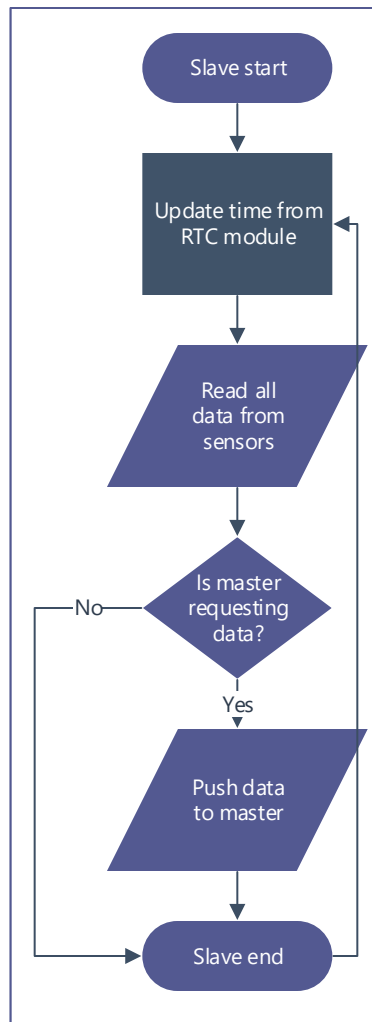 Slave start
Update time from
RTC module
Read all
data from
sensors
Is master
requesting
data?
No
Yes
Push data
to master
Slave end